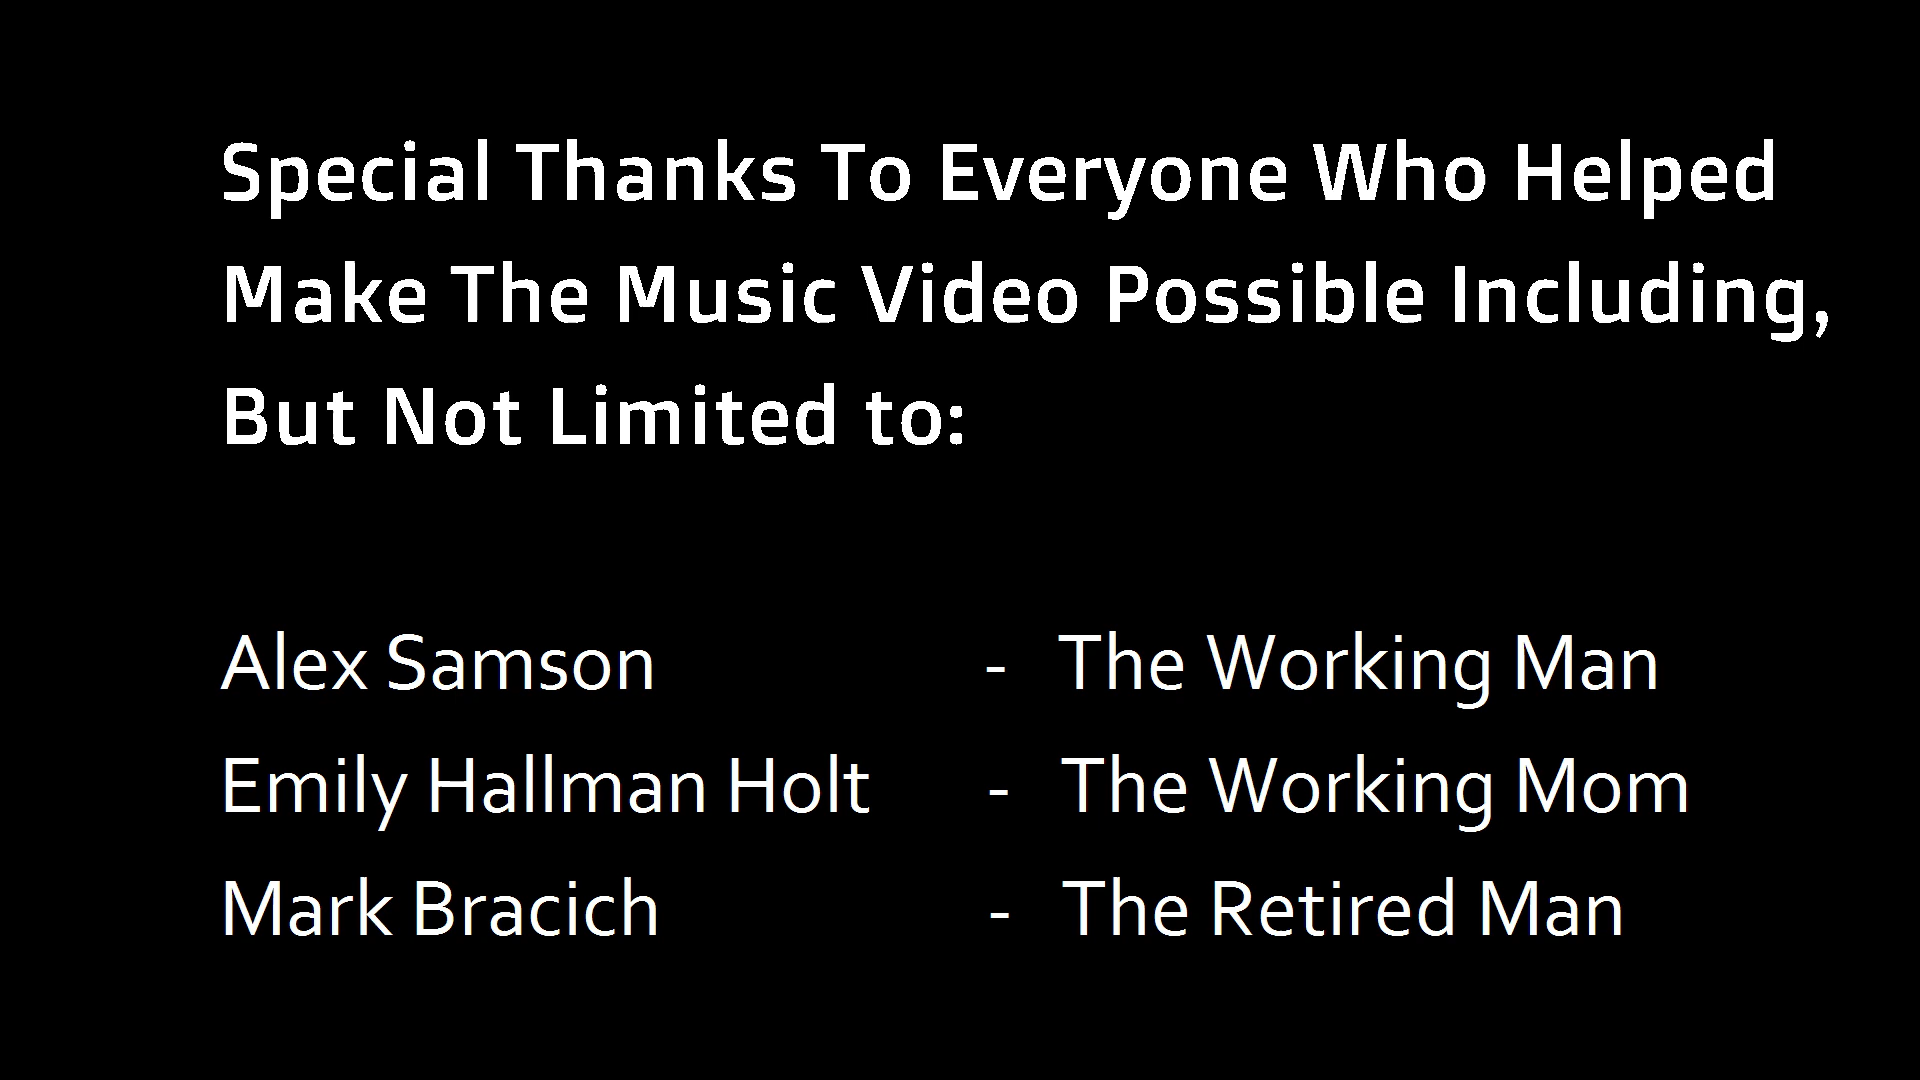 Special Thanks To Everyone Who Helped
Make The Music Video Possible Including,
But Not Limited to:
Alex Samson - The Working Man
Emily Hallman Holt - The Working Mom
Mark Bracich - The Retired Man